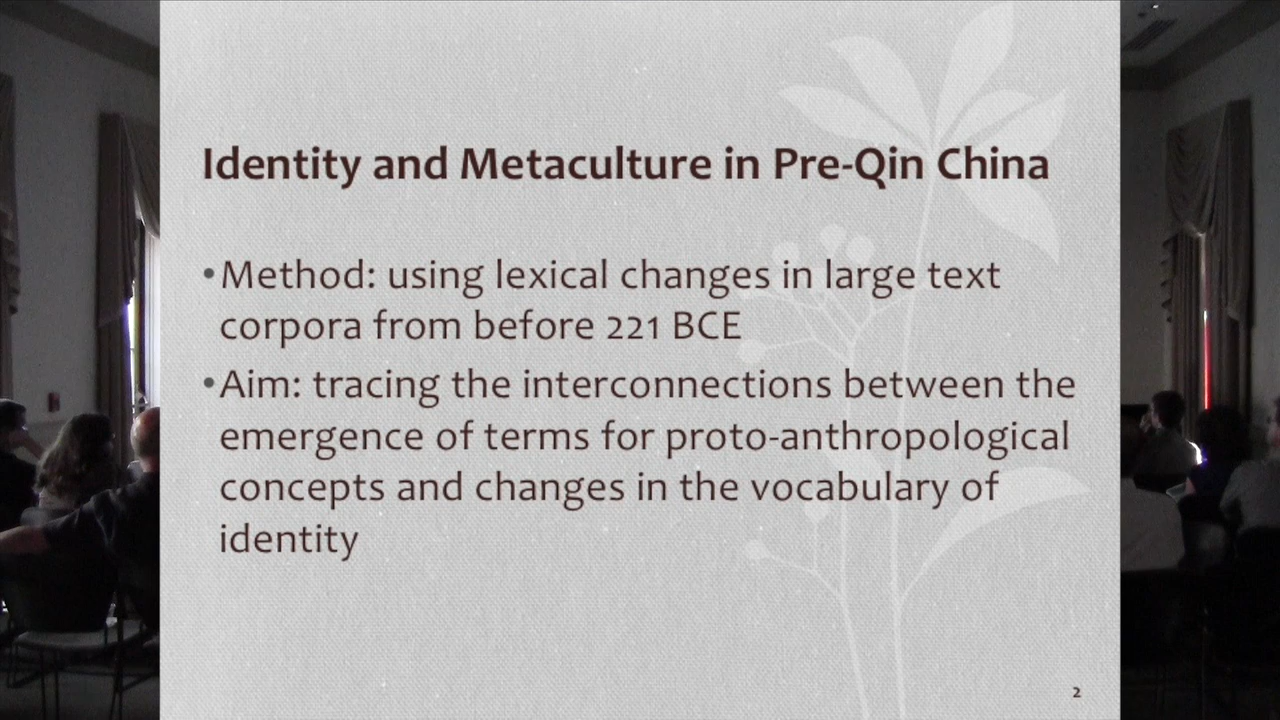 Identity and Metaculture in Pre-Qin China
•Method: using lexical changes in large text
corpora from before 221 BCE
•Aim: tracing the interconnections between the
emergence of terms for proto-anthropological
concepts and changes in the vocabulary of
identity
2